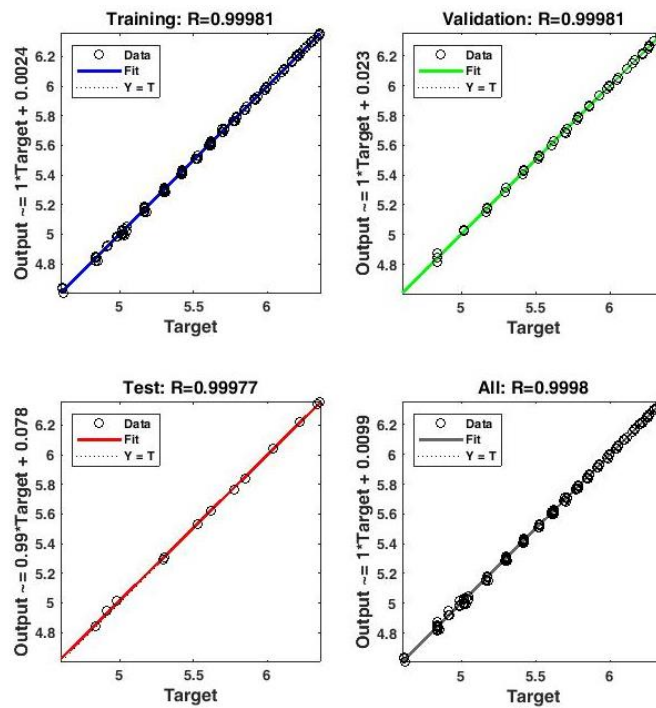 Training: R=0.99981
Output ~= 1*Target + 0.0024
6.2
6
5.8
5.6
5.4
5.2
5
4.8
Data
Fit
Y = T
5
5.5
6
Target
Validation: R=0.99981
Output ~= 1*Target + 0.023
6.2
6
5.8
5.6
5.4
5.2
5
4.8
Data
Fit
Y = T
5
5.5
6
Target
Test: R=0.99977
Output ~= 0.99*Target + 0.078
6.2
6
5.8
5.6
5.4
5.2
5
4.8
Data
Fit
Y = T
5
5.5
6
Target
All: R=0.9998
Output ~= 1*Target + 0.0099
6.2
6
5.8
5.6
5.4
5.2
5
4.8
Data
Fit
Y = T
5
5.5
6
Target